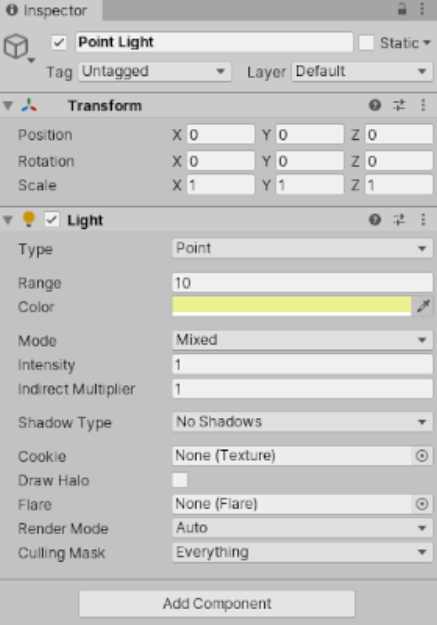 Inspector
Point Light Static
Tag Untagged Layer Default
Transform
Position X 0 Y 0 Z 0
Rotation X 0 Y 0 Z 0
Scale X 1 Y 1 Z 1
Light
Type Point
Range 10
Color
Mode Mixed
Intensity 1
Indirect Multiplier 1
Shadow Type No Shadows
Cookie None (Texture)
Draw Halo
Flare None (Flare)
Render Mode Auto
Culling Mask Everything
Add Component